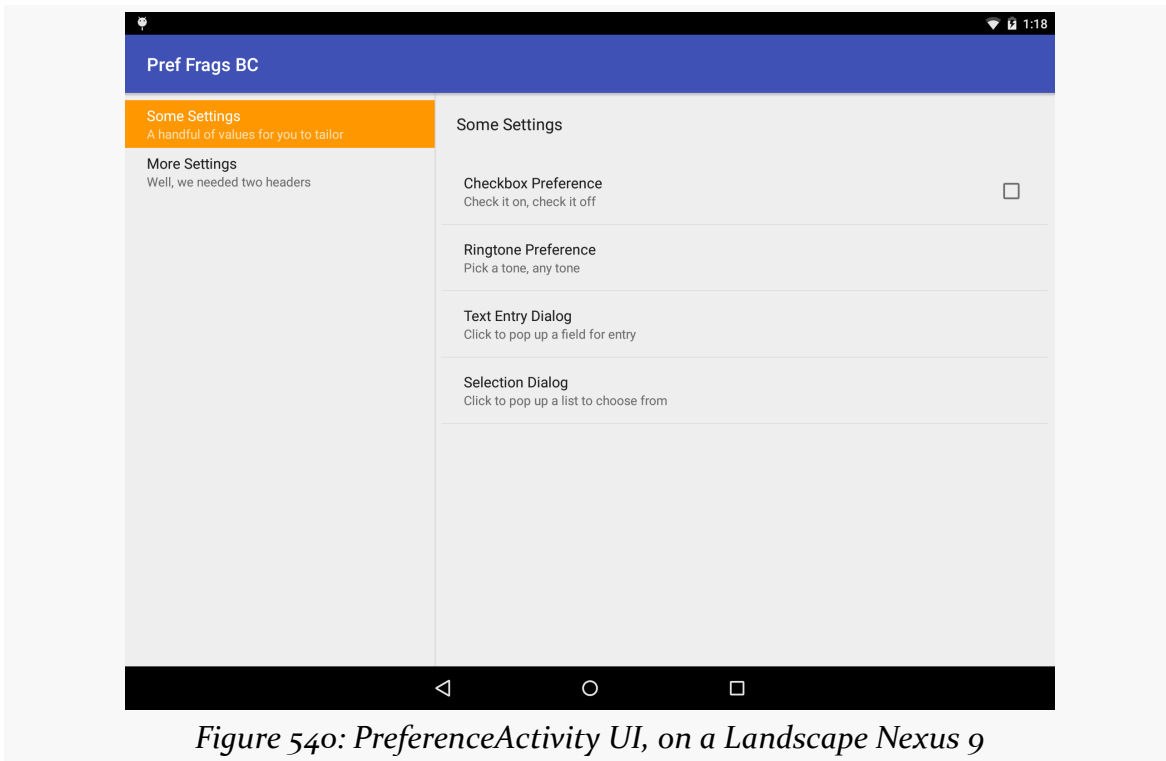 1:18
Pref Frags BC
Some Settings
A handful of values for you to tailor
More Settings
Well, we needed two headers
Some Settings
Checkbox Preference
Check it on, check it off
Ringtone Preference
Pick a tone, any tone
Text Entry Dialog
Click to pop up a field for entry
Selection Dialog
Click to pop up a list to choose from
Figure 540: PreferenceActivity UI, on a Landscape Nexus 9